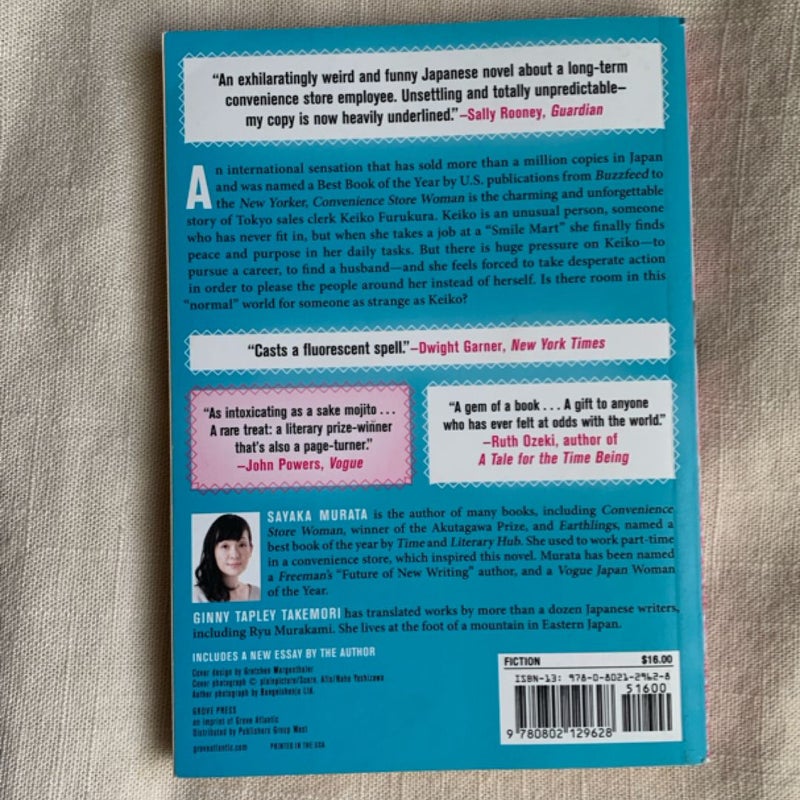 “An exhilaratingly weird and funny Japanese novel about a long-term
convenience store employee. Unsettling and totally unpredictable–
my copy is now heavily underlined.”–Sally Rooney, Guardian
An international sensation that has sold more than a million copies in Japan
and was named a Best Book of the Year by U.S. publications from Buzzfeed to
the New Yorker, Convenience Store Woman is the charming and unforgettable
story of Tokyo sales clerk Keiko Furukura. Keiko is an unusual person, someone
who has never fit in, but when she takes a job at a “Smile Mart” she finally finds
peace and purpose in her daily tasks. But there is huge pressure on Keiko—to
pursue a career, to find a husband—and she feels forced to take desperate action
in order to please the people around her instead of herself. Is there room in this
“normal” world for someone as strange as Keiko?
“Casts a fluorescent spell.”–Dwight Garner, New York Times
“As intoxicating as a sake mojito . . .
A rare treat: a literary prize-winner
that’s also a page-turner.”
–John Powers, Vogue
“A gem of a book . . . A gift to anyone
who has ever felt at odds with the world.”
–Ruth Ozeki, author of
A Tale for the Time Being
SAYAKA MURATA is the author of many books, including Convenience
Store Woman, winner of the Akutagawa Prize, and Earthlings, named a
best book of the year by Time and Literary Hub. She used to work part-time
in a convenience store, which inspired this novel. Murata has been named
a Freeman’s “Future of New Writing” author, and a Vogue Japan Woman
of the Year.
GINNY TAPLEY TAKEMORI has translated works by more than a dozen Japanese writers,
including Ryu Murakami. She lives at the foot of a mountain in Eastern Japan.
INCLUDES A NEW ESSAY BY THE AUTHOR
Cover design by Gretchen Mergenthaler
Cover photograph © plainpicture/Score. Aflo/Naho Yoshizawa
Author photograph by Bungeishunju Ltd.
GROVE PRESS
an imprint of Grove Atlantic
Distributed by Publishers Group West
groveatlantic.com PRINTED IN THE USA
FICTION $16.00
ISBN-13: 978-0-8021-2962-8
51600
9 780802 129628